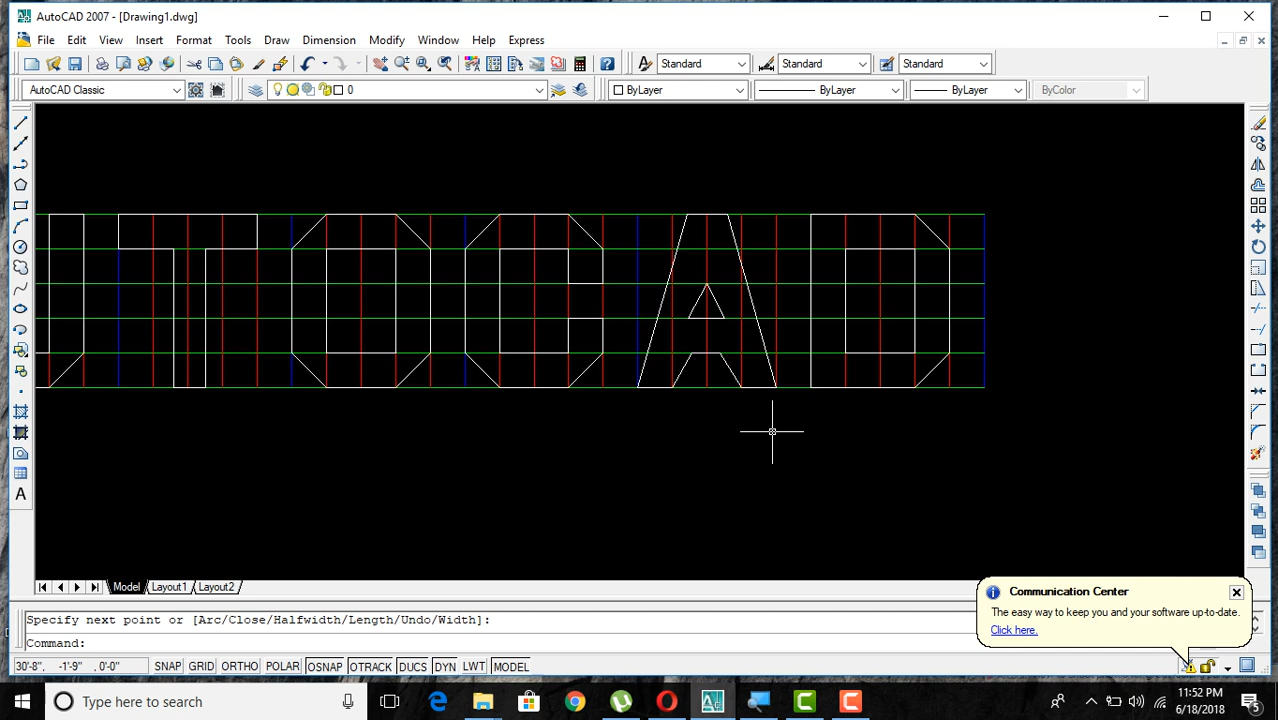 AutoCAD 2007 - [Drawing1.dwg]
File Edit View Insert Format Tools Draw Dimension Modify Window Help Express
Standard Standard Standard
AutoCAD Classic 0 ByLayer ByLayer ByLayer ByColor
TOCAD
A
Model Layout1 Layout2
Communication Center
The easy way to keep you and your software up-to-date.
Click here.
Specify next point or [Arc/Close/Halfwidth/Length/Undo/Width]:
Command:
30'-8", -1'-9" , 0'-0" SNAP GRID ORTHO POLAR OSNAP OTRACK DUCS DYN LWT MODEL
Type here to search
11:52 PM
6/18/2018
5